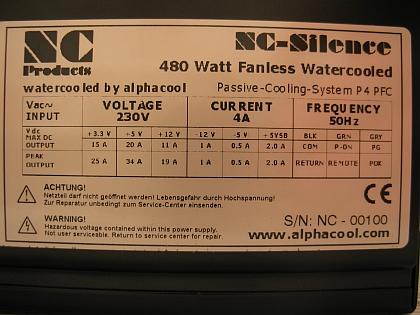 NC
Products
NC-Silence
480 Watt Fanless Watercooled
watercooled by alphacool
Passive-Cooling-System P4 PFC
Vac~ INPUT VOLTAGE 230V CURRENT 4A FREQUENCY 50Hz
Vdc +3.3 V +5 V +12 V -12 V -5 V +5VSB BLK GRN GRY
MAX DC OUTPUT 15 A 20 A 11 A 1 A 0.5 A 2.0 A COM P-ON PG
PEAK OUTPUT 25 A 34 A 19 A 1 A 0.5 A 2.0 A RETURN REMOTE POK
ACHTUNG!
Netzteil darf nicht geöffnet werden! Lebensgefahr durch Hochspannung!
Zur Reparatur unbedingt zum Service-Center einsenden.
WARNING!
Hazardous voltage contained within this power supply.
Not user serviceable. Return to service center for repair.
CE
S/N: NC - 00100
www.alphacool.com